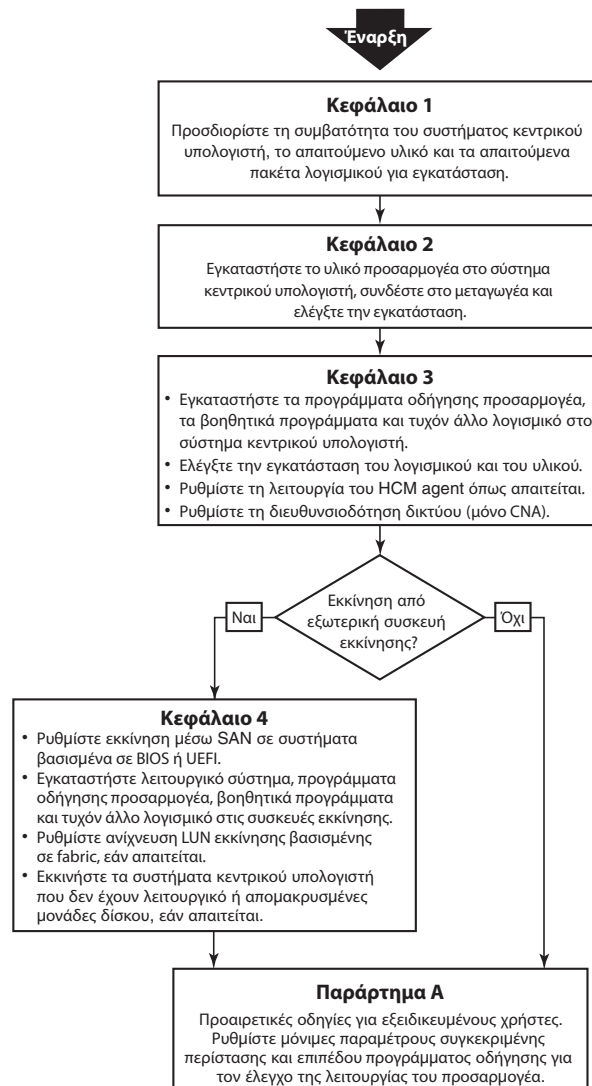 Έναρξη
Κεφάλαιο 1
Προσδιορίστε τη συμβατότητα του συστήματος κεντρικού
υπολογιστή, το απαιτούμενο υλικό και τα απαιτούμενα
πακέτα λογισμικού για εγκατάσταση.
Κεφάλαιο 2
Εγκαταστήστε το υλικό προσαρμογέα στο σύστημα
κεντρικού υπολογιστή, συνδέστε στο μεταγωγέα και
ελέγξτε την εγκατάσταση.
Κεφάλαιο 3
• Εγκαταστήστε τα προγράμματα οδήγησης προσαρμογέα,
τα βοηθητικά προγράμματα και τυχόν άλλο λογισμικό στο
σύστημα κεντρικού υπολογιστή.
• Ελέγξτε την εγκατάσταση του λογισμικού και του υλικού.
• Ρυθμίστε τη λειτουργία του HCM agent όπως απαιτείται.
• Ρυθμίστε τη διευθυνσιοδότηση δικτύου (μόνο CNA).
Εκκίνηση από
εξωτερική συσκευή
εκκίνησης?
Ναι
Όχι
Κεφάλαιο 4
• Ρυθμίστε εκκίνηση μέσω SAN σε συστήματα
βασισμένα σε BIOS ή UEFI.
• Εγκαταστήστε λειτουργικό σύστημα, προγράμματα
οδήγησης προσαρμογέα, βοηθητικά προγράμματα
και τυχόν άλλο λογισμικό στις συσκευές εκκίνησης.
• Ρυθμίστε ανίχνευση LUN εκκίνησης βασισμένης
σε fabric, εάν απαιτείται.
• Εκκινήστε τα συστήματα κεντρικού υπολογιστή
που δεν έχουν λειτουργικό ή απομακρυσμένες
μονάδες δίσκου, εάν απαιτείται.
Παράρτημα A
Προαιρετικές οδηγίες για εξειδικευμένους χρήστες.
Ρυθμίστε μόνιμες παραμέτρους συγκεκριμένης
περίστασης και επιπέδου προγράμματος οδήγησης για
τον έλεγχο της λειτουργίας του προσαρμογέα.